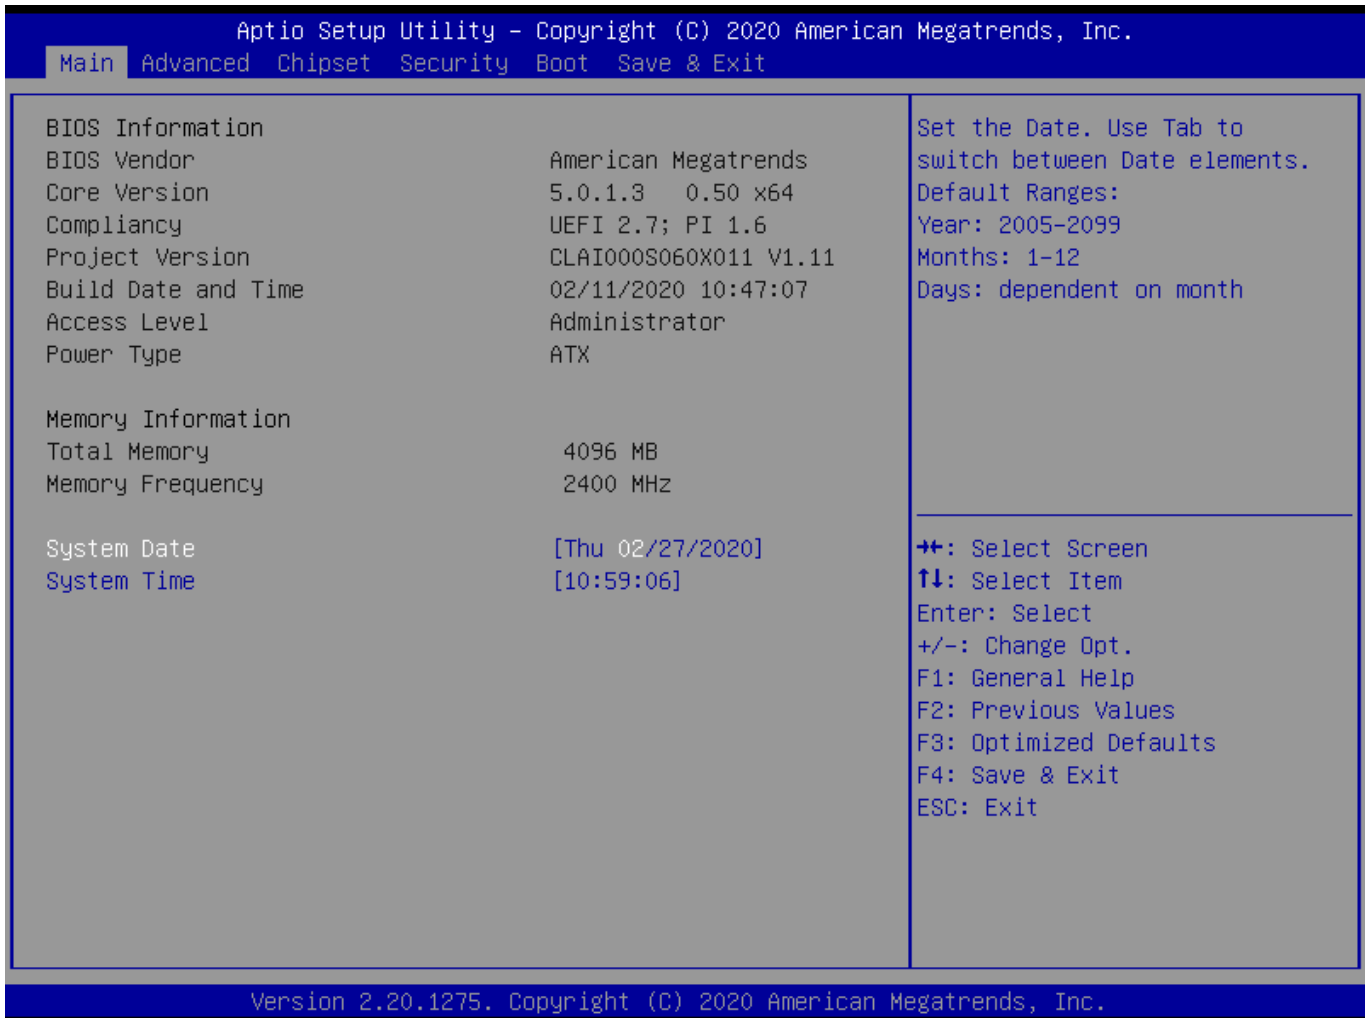 Aptio Setup Utility – Copyright (C) 2020 American Megatrends, Inc.
Main Advanced Chipset Security Boot Save & Exit
BIOS Information
BIOS Vendor American Megatrends
Core Version 5.0.1.3 0.50 x64
Compliancy UEFI 2.7; PI 1.6
Project Version CLAI000S060X011 V1.11
Build Date and Time 02/11/2020 10:47:07
Access Level Administrator
Power Type ATX
Memory Information
Total Memory 4096 MB
Memory Frequency 2400 MHz
System Date [Thu 02/27/2020]
System Time [10:59:06]
Set the Date. Use Tab to
switch between Date elements.
Default Ranges:
Year: 2005-2099
Months: 1-12
Days: dependent on month
→←: Select Screen
↑↓: Select Item
Enter: Select
+/-: Change Opt.
F1: General Help
F2: Previous Values
F3: Optimized Defaults
F4: Save & Exit
ESC: Exit
Version 2.20.1275. Copyright (C) 2020 American Megatrends, Inc.